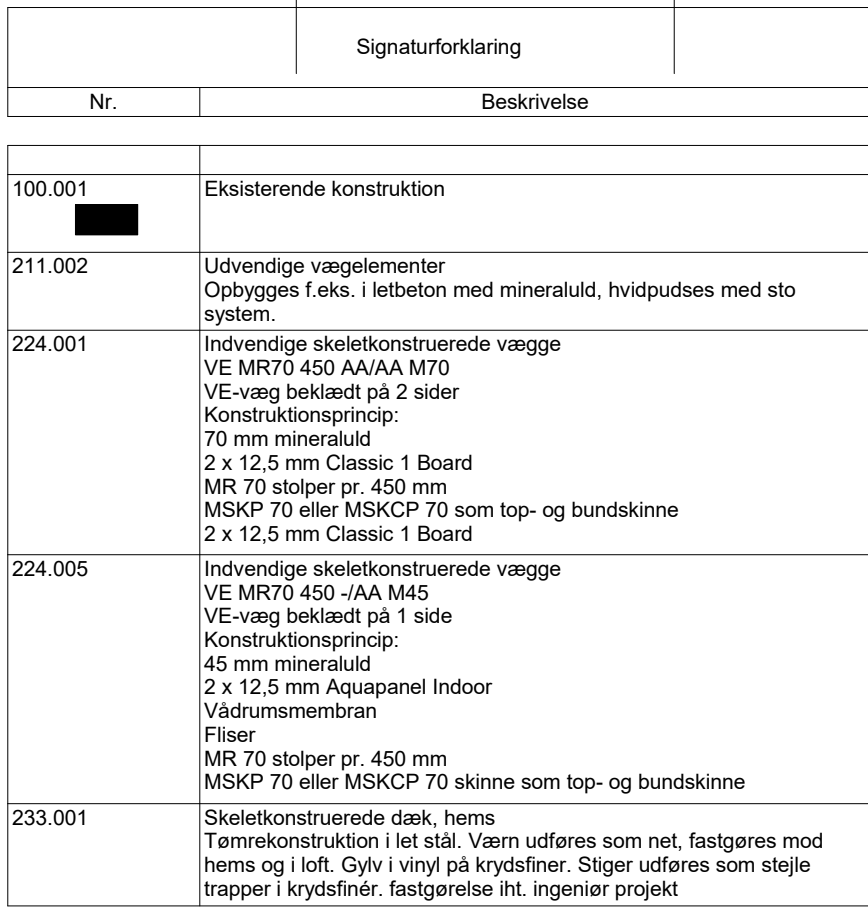 Signaturforklaring
Nr. Beskrivelse
100.001 Eksisterende konstruktion
211.002 Udvendige vægelementer
Opbygges f.eks. i letbeton med mineraluld, hvidpudses med sto
system.
224.001 Indvendige skeletkonstruerede vægge
VE MR70 450 AA/AA M70
VE-væg beklædt på 2 sider
Konstruktionsprincip:
70 mm mineraluld
2 x 12,5 mm Classic 1 Board
MR 70 stolper pr. 450 mm
MSKP 70 eller MSKCP 70 som top- og bundskinne
2 x 12,5 mm Classic 1 Board
224.005 Indvendige skeletkonstruerede vægge
VE MR70 450 -/AA M45
VE-væg beklædt på 1 side
Konstruktionsprincip:
45 mm mineraluld
2 x 12,5 mm Aquapanel Indoor
Vådrumsmembran
Fliser
MR 70 stolper pr. 450 mm
MSKP 70 eller MSKCP 70 skinne som top- og bundskinne
233.001 Skeletkonstruerede dæk, hems
Tømrekonstruktion i let stål. Værn udføres som net, fastgøres mod
hems og i loft. Gylv i vinyl på krydsfiner. Stiger udføres som stejle
trapper i krydsfinér. fastgørelse iht. ingeniør projekt